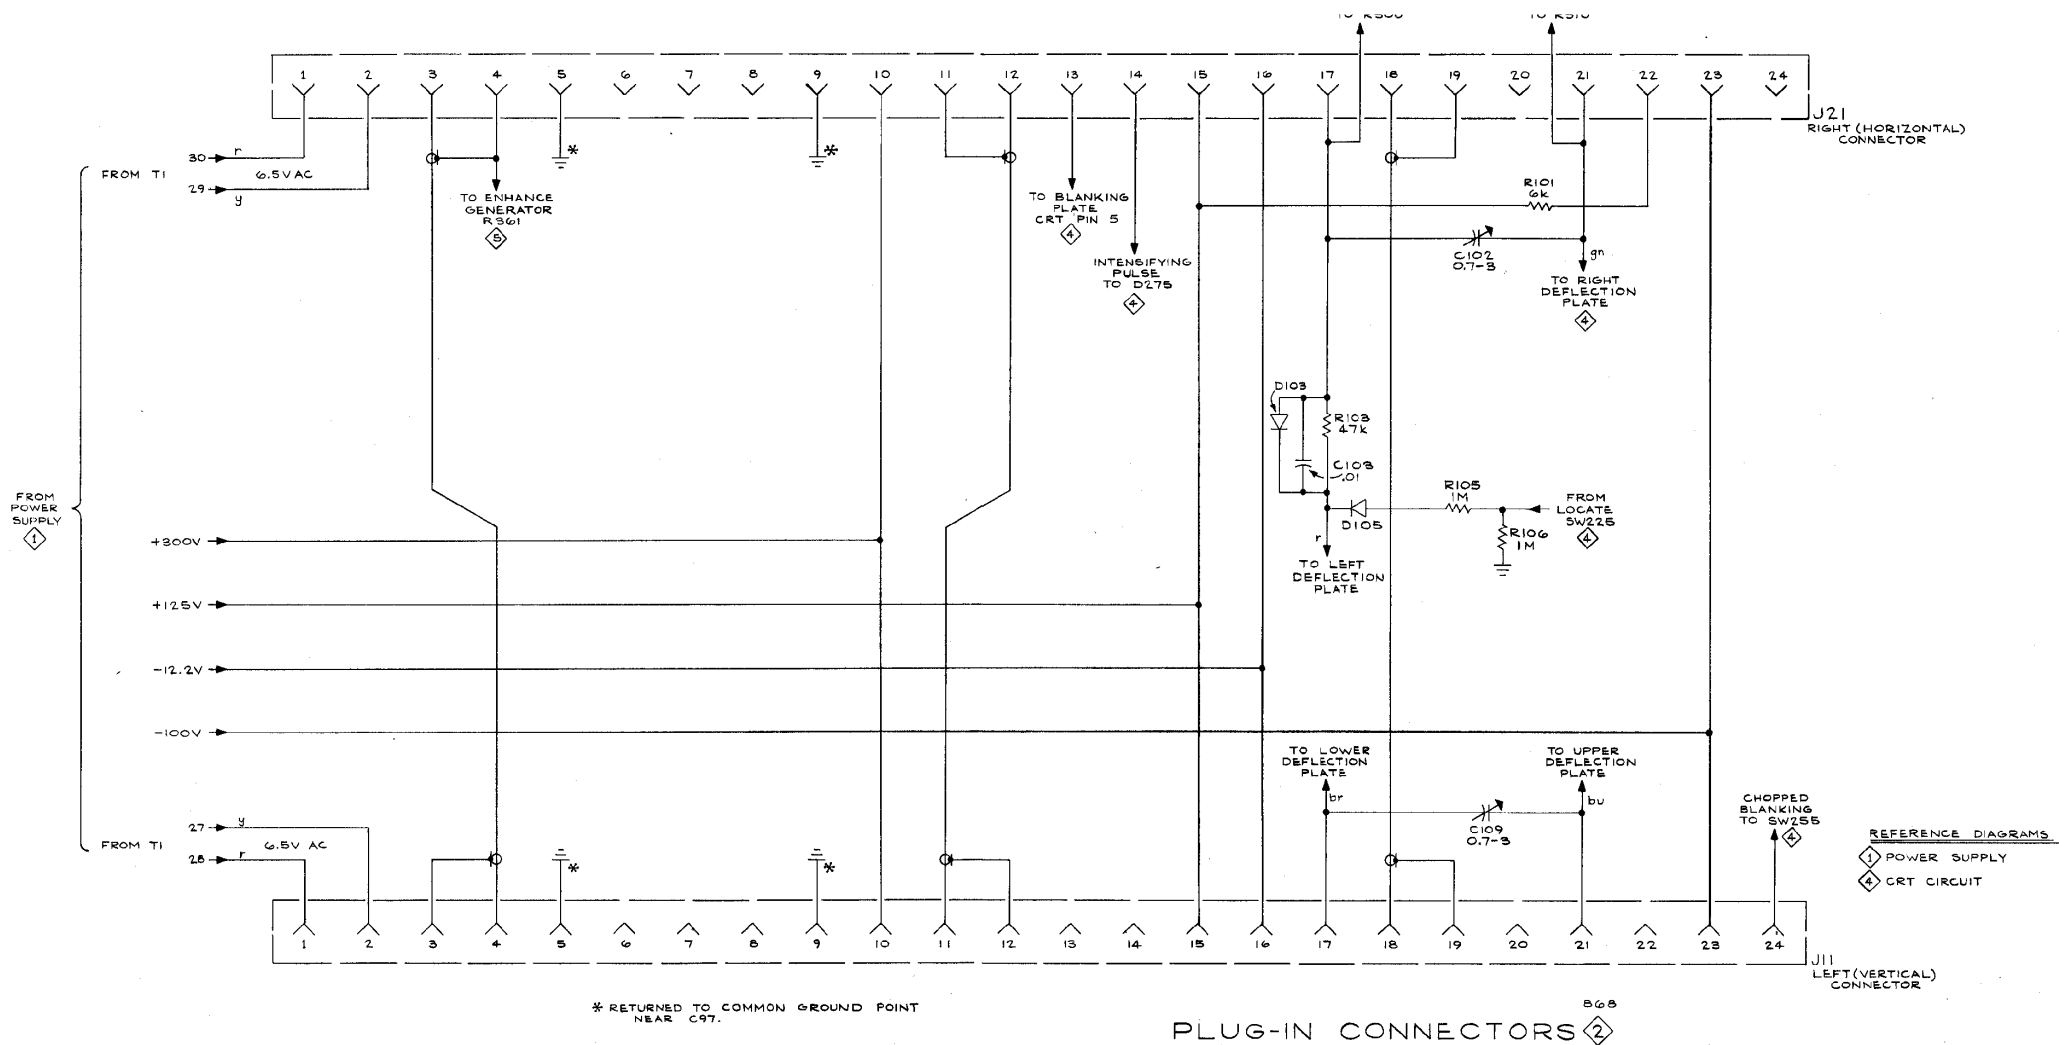 1 2 3 4 5 6 7 8 9 10 11 12 13 14 15 16 17 18 19 20 21 22 23 24
J21
RIGHT (HORIZONTAL)
CONNECTOR
FROM T1
30 r
6.5V AC
29
y
TO ENHANCE
GENERATOR
R361
5
*
*
TO BLANKING
PLATE
CRT PIN 5
4
INTENSIFYING
PULSE
TO D275
4
R101
6K
C102
0.7-3
gn
TO RIGHT
DEFLECTION
PLATE
4
D103
R103
47K
C103
.01
R105
1M
D105
R106
1M
FROM
LOCATE
SW225
4
r
TO LEFT
DEFLECTION
PLATE
FROM
POWER
SUPPLY
1
+300V
+125V
-12.2V
-100V
TO LOWER
DEFLECTION
PLATE
br
TO UPPER
DEFLECTION
PLATE
bu
C109
0.7-3
CHOPPED
BLANKING
TO SW255
4
27 y
FROM T1
6.5V AC
28 r
*
*
REFERENCE DIAGRAMS
1 POWER SUPPLY
4 CRT CIRCUIT
1 2 3 4 5 6 7 8 9 10 11 12 13 14 15 16 17 18 19 20 21 22 23 24
J11
LEFT (VERTICAL)
CONNECTOR
* RETURNED TO COMMON GROUND POINT
NEAR C97.
868
PLUG-IN CONNECTORS 2